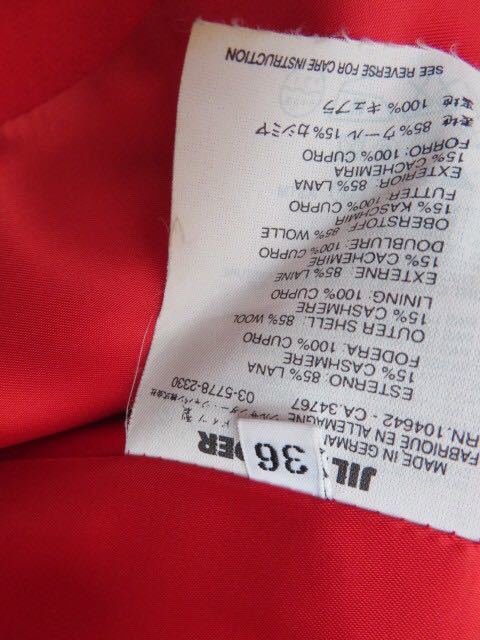 JIL
DER
36
MADE IN GERMAN
FABRIQUE EN ALLEMAGNE
RN.104642 - CA.34767
03-5778-2330
ESTERNO: 85% LANA
15% CASHMERE
FODERA: 100% CUPRO
OUTER SHELL: 85% WOOL
15% CASHMERE
LINING: 100% CUPRO
EXTERNE: 85% LAINE
15% CACHEMIRE
DOUBLURE: 100% CUPRO
OBERSTOFF: 85% WOLLE
15% KASCHMIR
FUTTER: 100% CUPRO
EXTERIOR: 85% LANA
15% CACHEMIRA
FORRO: 100% CUPRO
表地 85%ウール 15%カシミヤ
裏地 100% キュプラ
SEE REVERSE FOR CARE INSTRUCTION